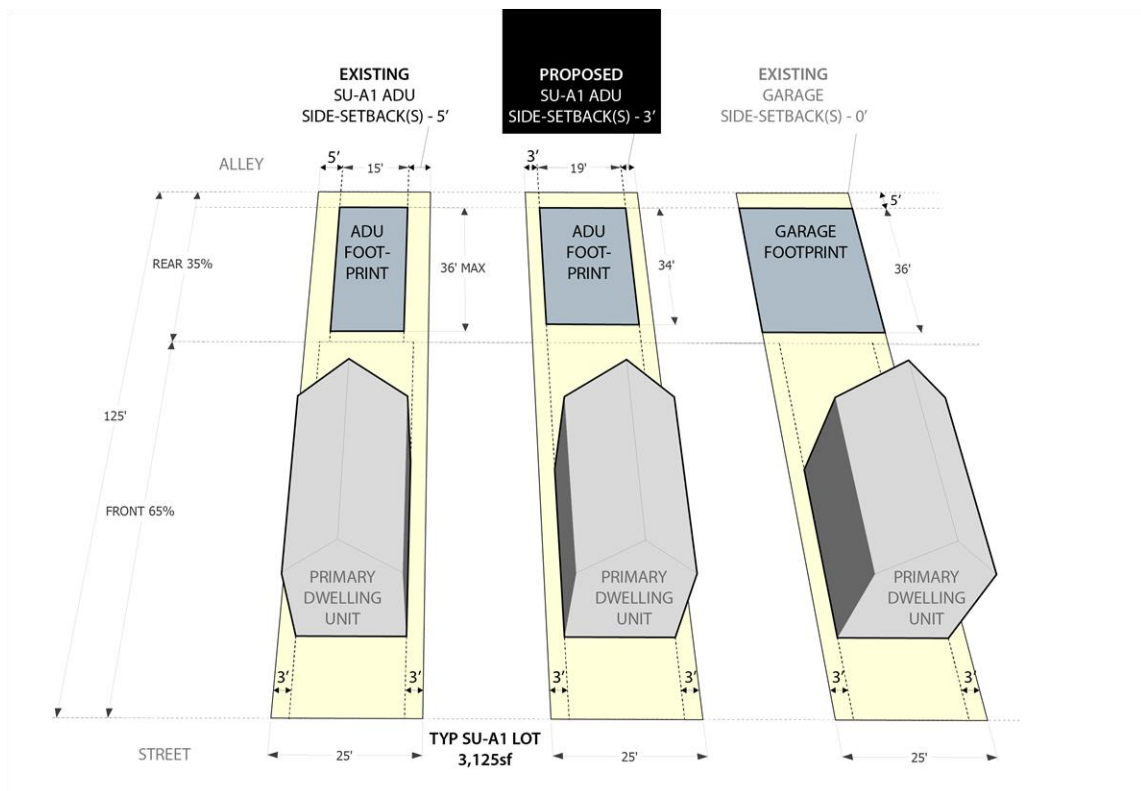 EXISTING
SU-A1 ADU
SIDE-SETBACK(S) - 5'
PROPOSED
SU-A1 ADU
SIDE-SETBACK(S) - 3'
EXISTING
GARAGE
SIDE-SETBACK(S) - 0'
ALLEY
5'
15'
3'
19'
5'
ADU
FOOT-
PRINT
36' MAX
ADU
FOOT-
PRINT
34'
GARAGE
FOOTPRINT
36'
REAR 35%
125'
FRONT 65%
PRIMARY
DWELLING
UNIT
PRIMARY
DWELLING
UNIT
PRIMARY
DWELLING
UNIT
3'
3'
3'
3'
3'
3'
STREET
25'
TYP SU-A1 LOT
3,125sf
25'
25'